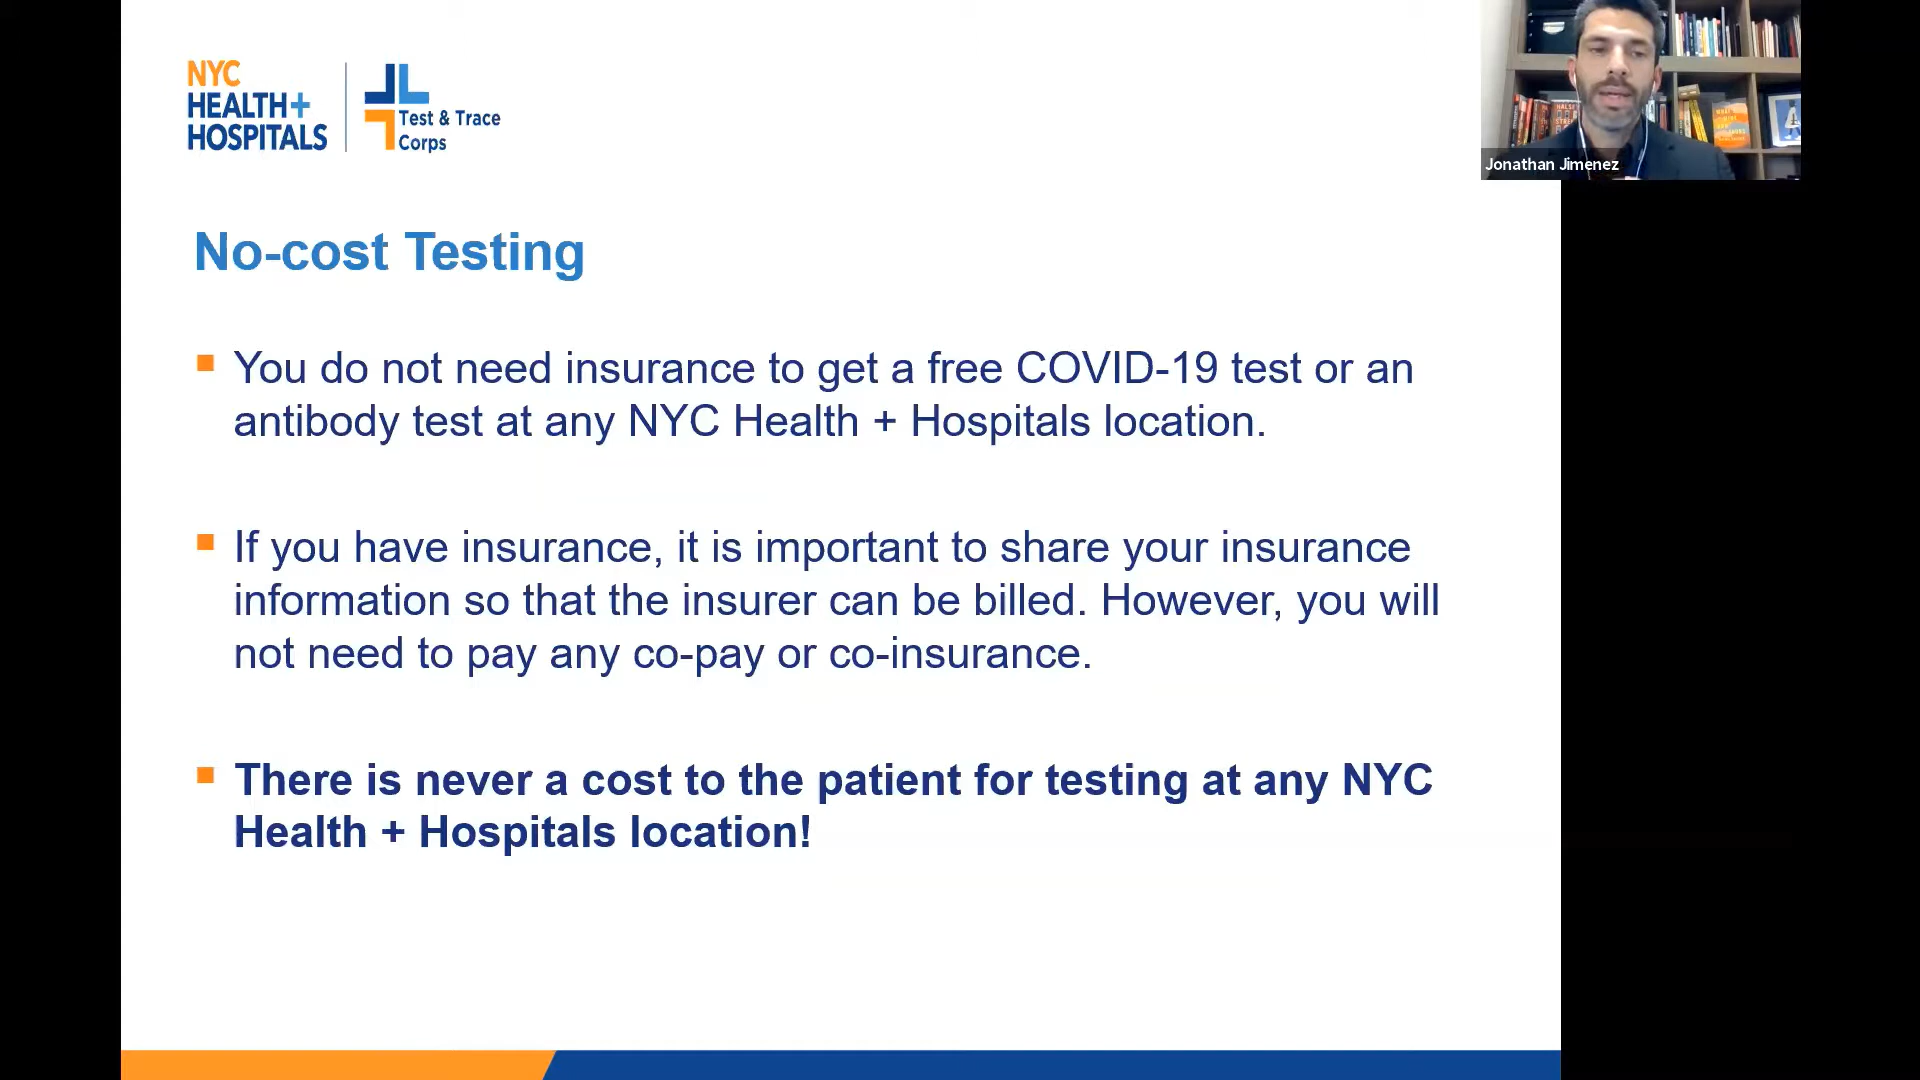 NYC
HEALTH+
HOSPITALS
Test & Trace
Corps
Jonathan Jimenez
No-cost Testing
You do not need insurance to get a free COVID-19 test or an
antibody test at any NYC Health + Hospitals location.
If you have insurance, it is important to share your insurance
information so that the insurer can be billed. However, you will
not need to pay any co-pay or co-insurance.
There is never a cost to the patient for testing at any NYC
Health + Hospitals location!